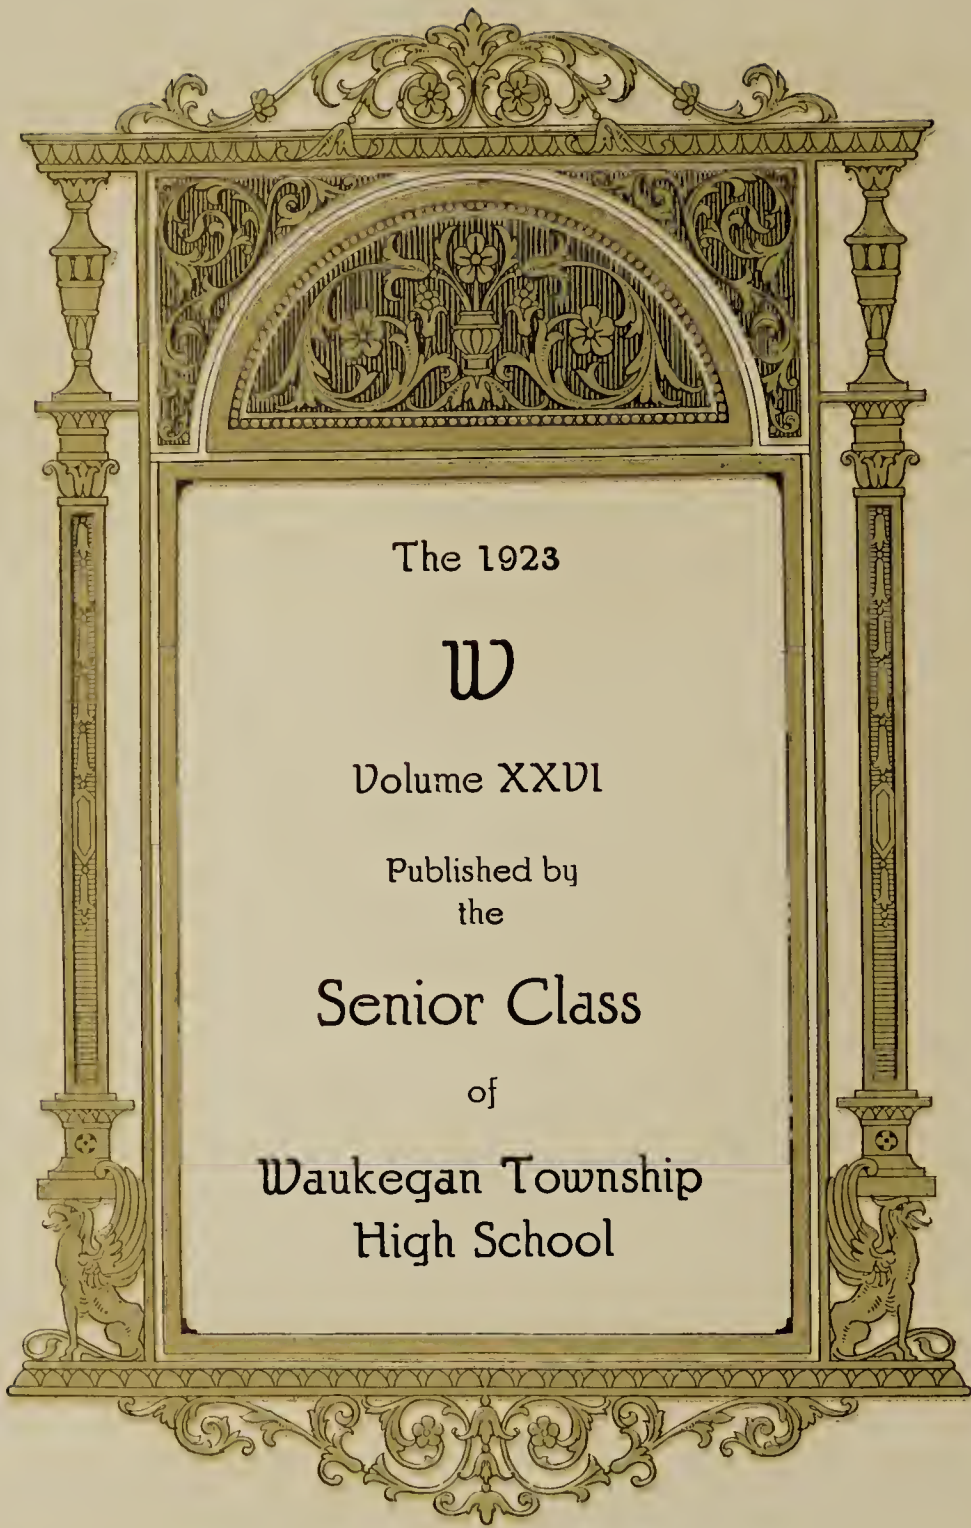 The 1923
W
Volume XXVI
Published by
the
Senior Class
of
Waukegan Township
High School